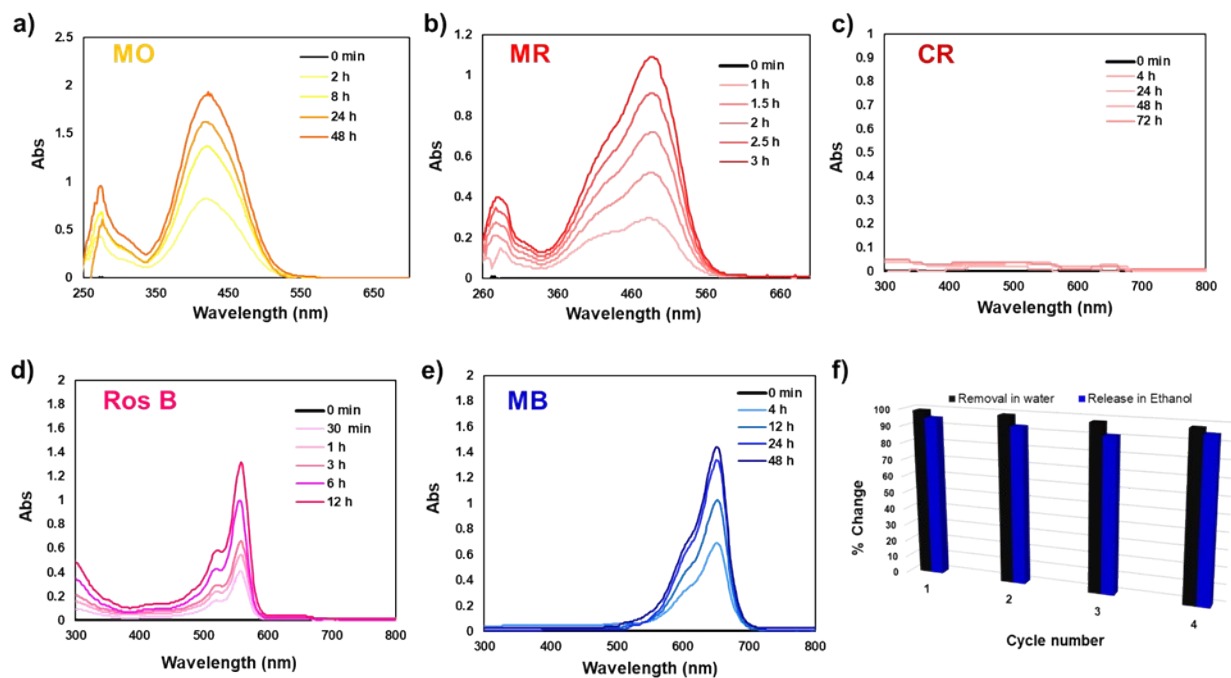 a)
MO
2.5
2
1.5
1
0.5
0
Abs
250 350 450 550 650
Wavelength (nm)
0 min
2 h
8 h
24 h
48 h
b)
MR
1.2
1
0.8
0.6
0.4
0.2
0
Abs
260 360 460 560 660
Wavelength (nm)
0 min
1 h
1.5 h
2 h
2.5 h
3 h
c)
CR
1
0.9
0.8
0.7
0.6
0.5
0.4
0.3
0.2
0.1
0
Abs
300 400 500 600 700 800
Wavelength (nm)
0 min
4 h
24 h
48 h
72 h
d)
Ros B
2
1.8
1.6
1.4
1.2
1
0.8
0.6
0.4
0.2
0
Abs
300 400 500 600 700 800
Wavelength (nm)
0 min
30 min
1 h
3 h
6 h
12 h
e)
MB
2
1.8
1.6
1.4
1.2
1
0.8
0.6
0.4
0.2
0
Abs
300 400 500 600 700 800
Wavelength (nm)
0 min
4 h
12 h
24 h
48 h
f)
Removal in water Release in Ethanol
100
90
80
70
60
50
40
30
20
10
0
% Change
1 2 3 4
Cycle number